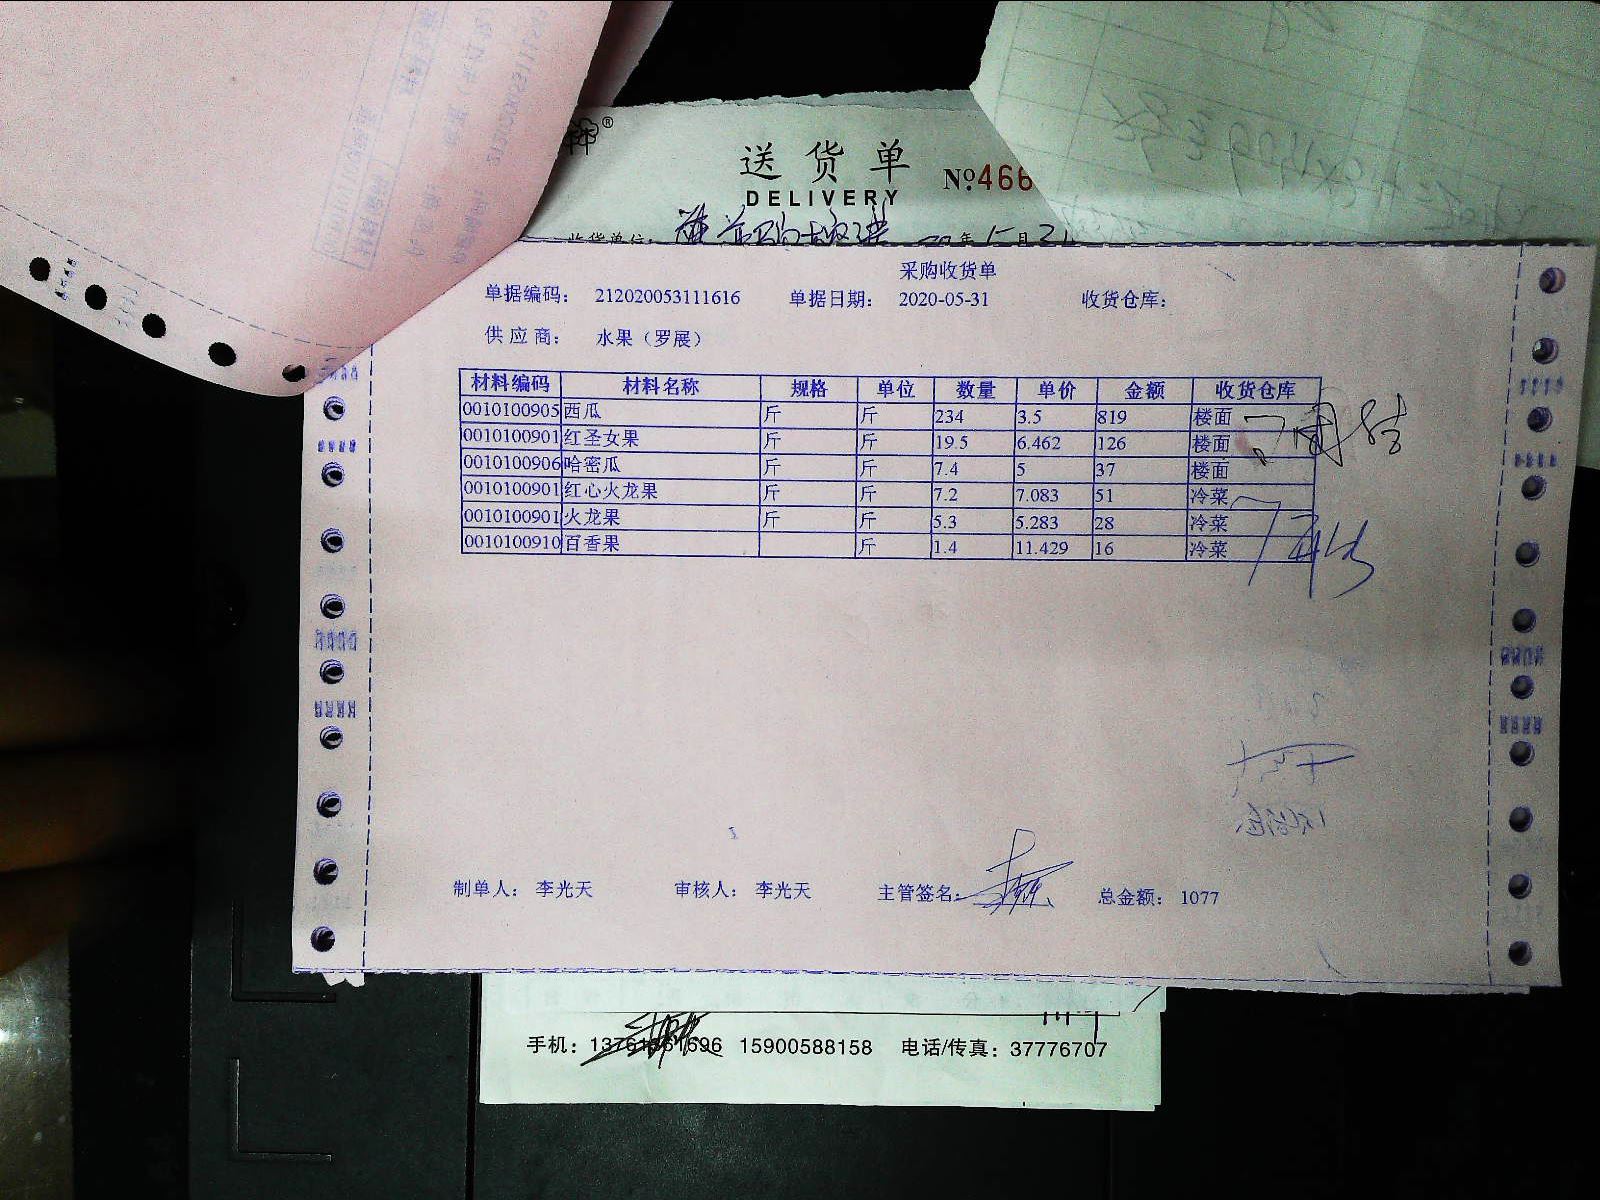 送货单
DELIVERY
№466
收货单位:
采购收货单
单据编码: 212020053111616 单据日期: 2020-05-31 收货仓库:
供应商: 水果（罗展）
材料编码 材料名称 规格 单位 数量 单价 金额 收货仓库
0010100905 西瓜 斤 斤 234 3.5 819 楼面
0010100901 红圣女果 斤 斤 19.5 6.462 126 楼面
0010100906 哈密瓜 斤 斤 7.4 5 37 楼面
0010100901 红心火龙果 斤 斤 7.2 7.083 51 冷菜
0010100901 火龙果 斤 斤 5.3 5.283 28 冷菜
0010100910 百香果 斤 1.4 11.429 16 冷菜
制单人: 李光天 审核人: 李光天 主管签名: 总金额: 1077
手机: 15900588158 电话/传真: 37776707